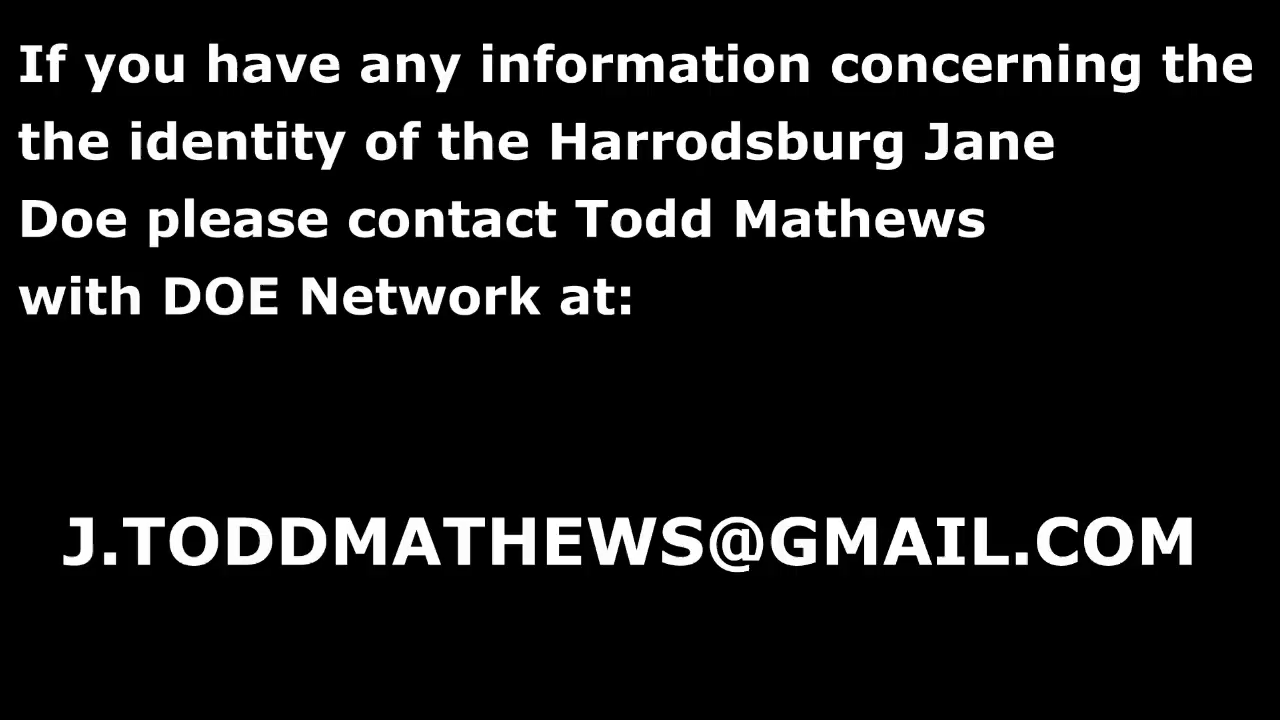 If you have any information concerning the
the identity of the Harrodsburg Jane
Doe please contact Todd Mathews
with DOE Network at:
J.TODDMATHEWS@GMAIL.COM